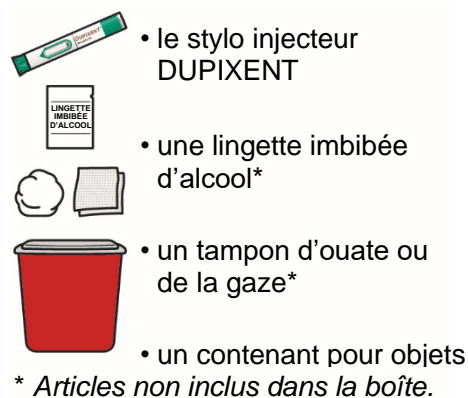 DUPIXENT
• le stylo injecteur
DUPIXENT
LINGETTE
IMBIBÉE
D'ALCOOL
• une lingette imbibée
d'alcool*
• un tampon d'ouate ou
de la gaze*
• un contenant pour objets
* Articles non inclus dans la boîte.